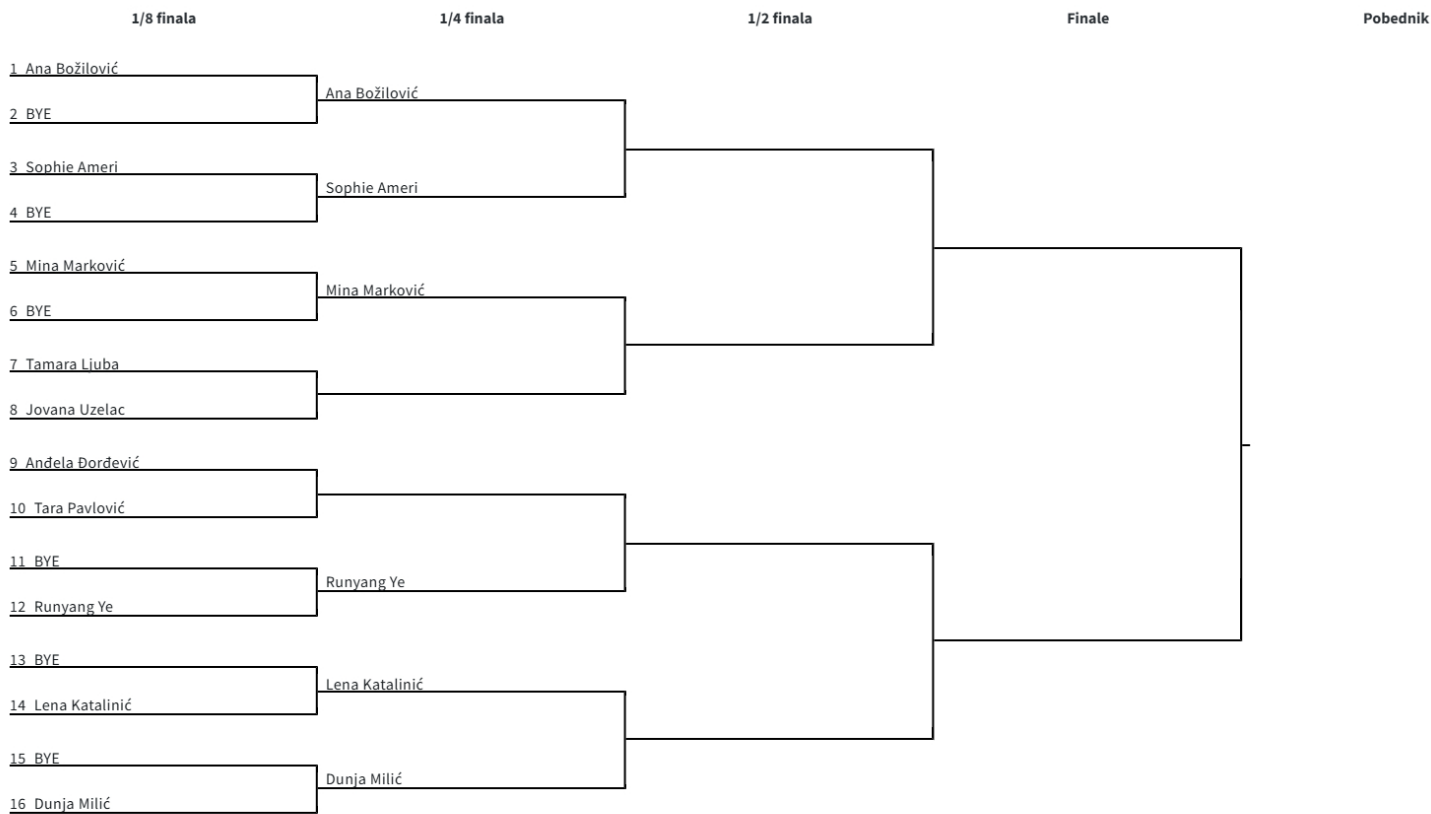 1/8 finala 1/4 finala 1/2 finala Finale Pobednik
1 Ana Božilović
Ana Božilović
2 BYE
3 Sophie Ameri
Sophie Ameri
4 BYE
5 Mina Marković
Mina Marković
6 BYE
7 Tamara Ljuba
8 Jovana Uzelac
9 Anđela Đorđević
10 Tara Pavlović
11 BYE
Runyang Ye
12 Runyang Ye
13 BYE
Lena Katalinić
14 Lena Katalinić
15 BYE
Dunja Milić
16 Dunja Milić